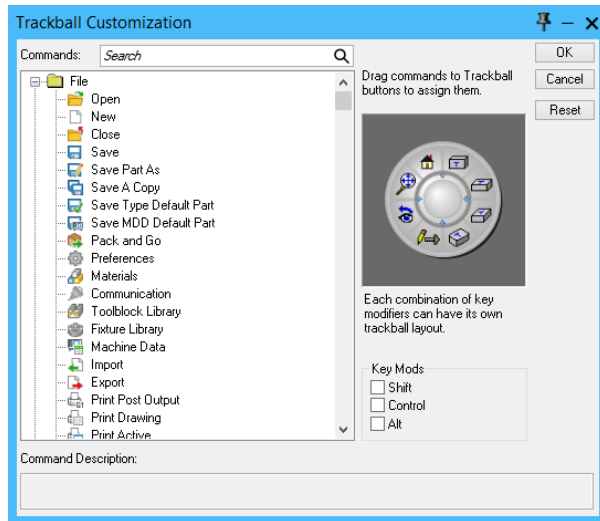 Trackball Customization
Commands:
Search
OK
Cancel
Reset
File
Open
New
Close
Save
Save Part As
Save A Copy
Save Type Default Part
Save MDD Default Part
Pack and Go
Preferences
Materials
Communication
Toolblock Library
Fixture Library
Machine Data
Import
Export
Print Post Output
Print Drawing
Print Active
Drag commands to Trackball
buttons to assign them.
Each combination of key
modifiers can have its own
trackball layout.
Key Mods
Shift
Control
Alt
Command Description: